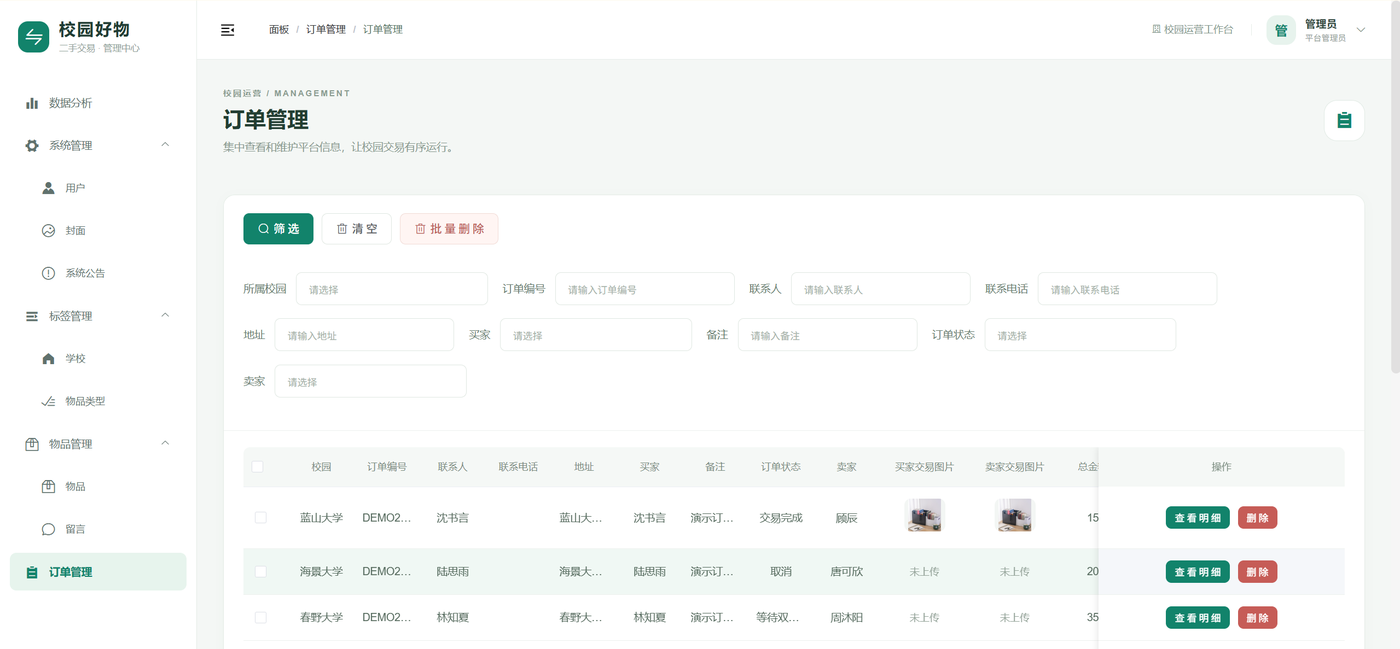 校园好物
二手交易 · 管理中心
数据分析
系统管理
用户
封面
系统公告
标签管理
学校
物品类型
物品管理
物品
留言
订单管理
面板 / 订单管理 / 订单管理
校园运营工作台
管
管理员
平台管理员
校园运营 / MANAGEMENT
订单管理
集中查看和维护平台信息，让校园交易有序运行。
筛选 清空 批量删除
所属校园 请选择 订单编号 请输入订单编号 联系人 请输入联系人 联系电话 请输入联系电话
地址 请输入地址 买家 请选择 备注 请输入备注 订单状态 请选择
卖家 请选择
校园 订单编号 联系人 联系电话 地址 买家 备注 订单状态 卖家 买家交易图片 卖家交易图片 总金 操作
蓝山大学 DEMO2... 沈书言 蓝山大... 沈书言 演示订... 交易完成 顾辰 15 查看明细 删除
海景大学 DEMO2... 陆思雨 海景大... 陆思雨 演示订... 取消 唐可欣 未上传 未上传 20 查看明细 删除
春野大学 DEMO2... 林知夏 春野大... 林知夏 演示订... 等待双... 周沐阳 未上传 未上传 35 查看明细 删除